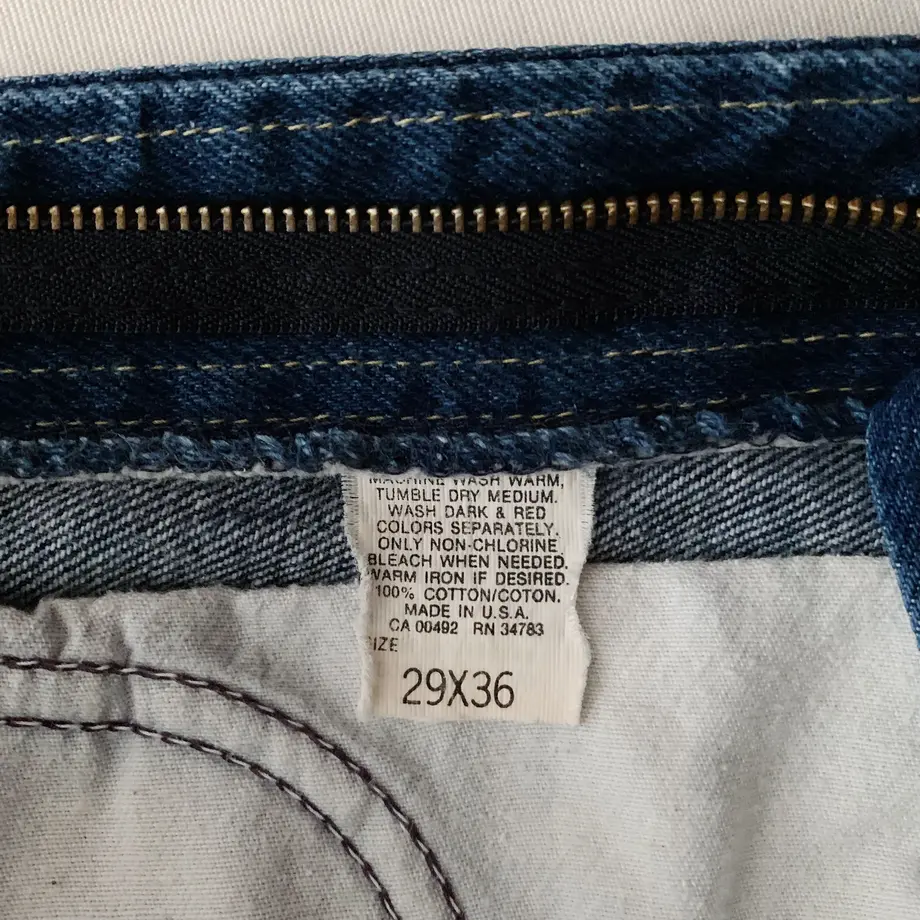 MACHINE WASH WARM,
TUMBLE DRY MEDIUM.
WASH DARK & RED
COLORS SEPARATELY.
ONLY NON-CHLORINE
BLEACH WHEN NEEDED.
WARM IRON IF DESIRED.
100% COTTON/COTON.
MADE IN U.S.A.
CA 00492 RN 34783
SIZE
29X36